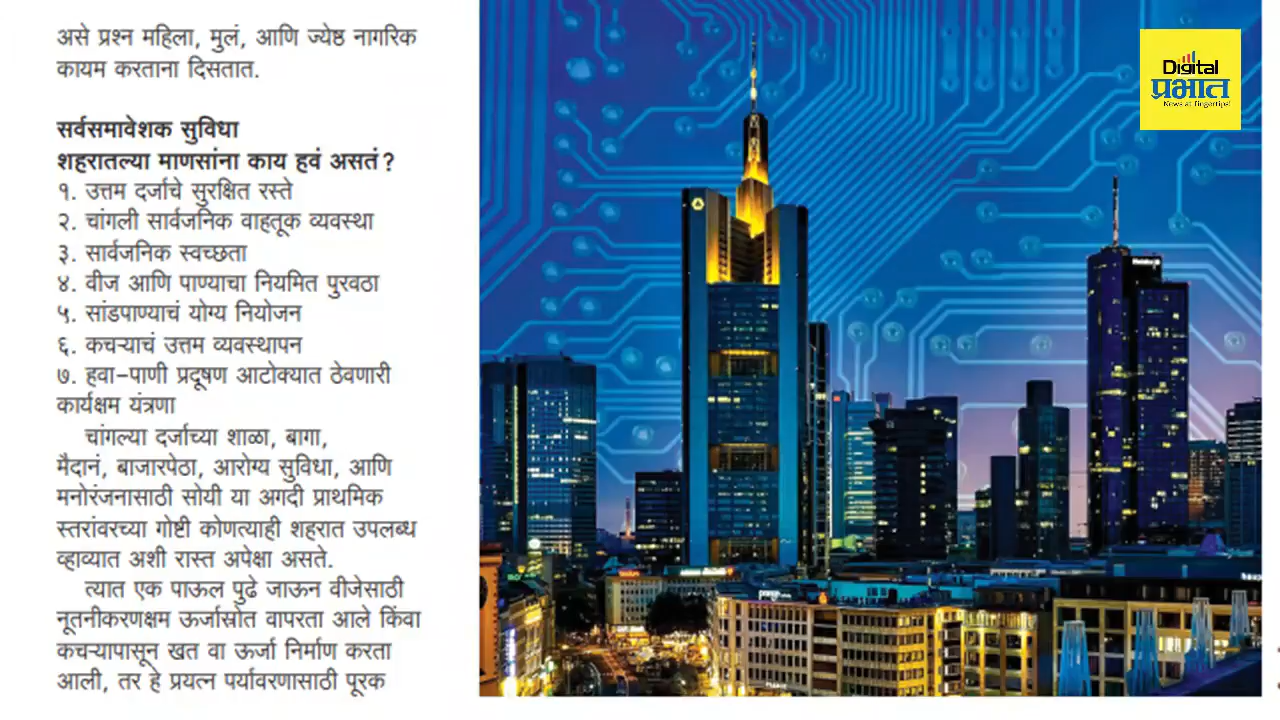 असे प्रश्न महिला, मुलं, आणि ज्येष्ठ नागरिक
कायम करताना दिसतात.
सर्वसमावेशक सुविधा
शहरातल्या माणसांना काय हवं असतं?
१. उत्तम दर्जाचे सुरक्षित रस्ते
२. चांगली सार्वजनिक वाहतूक व्यवस्था
३. सार्वजनिक स्वच्छता
४. वीज आणि पाण्याचा नियमित पुरवठा
५. सांडपाण्याचं योग्य नियोजन
६. कचऱ्याचं उत्तम व्यवस्थापन
७. हवा–पाणी प्रदूषण आटोक्यात ठेवणारी
कार्यक्षम यंत्रणा
चांगल्या दर्जाच्या शाळा, बागा,
मैदानं, बाजारपेठा, आरोग्य सुविधा, आणि
मनोरंजनासाठी सोयी या अगदी प्राथमिक
स्तरांवरच्या गोष्टी कोणत्याही शहरात उपलब्ध
व्हाव्यात अशी रास्त अपेक्षा असते.
त्यात एक पाऊल पुढे जाऊन वीजेसाठी
नूतनीकरणक्षम ऊर्जास्रोत वापरता आले किंवा
कचऱ्यापासून खत वा ऊर्जा निर्माण करता
आली, तर हे प्रयत्न पर्यावरणासाठी पूरक
Digital
प्रभात
News at fingertips!